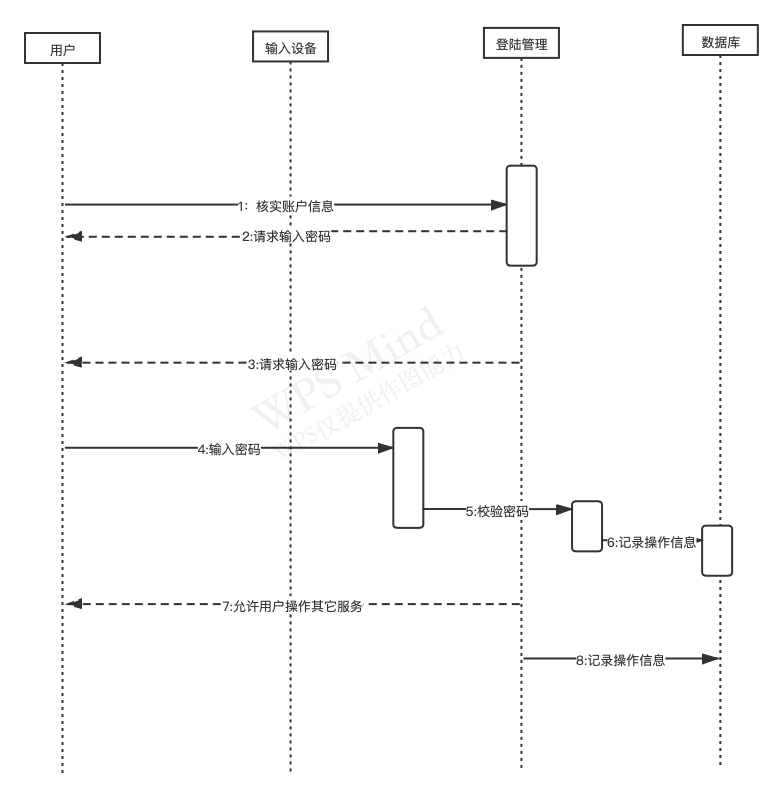 用户
输入设备
登陆管理
数据库
1: 核实账户信息
2:请求输入密码
WPS Mind
WPS仅提供作图能力
3:请求输入密码
4:输入密码
5:校验密码
6:记录操作信息
7:允许用户操作其它服务
8:记录操作信息